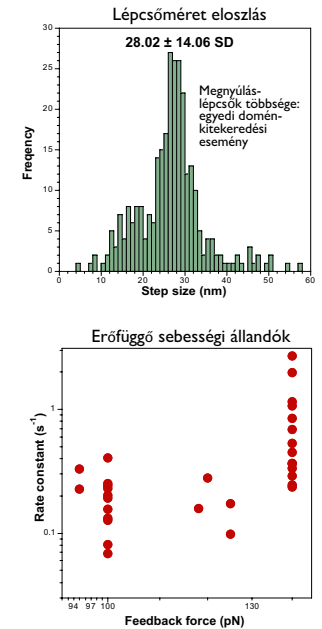 Lépcsőméret eloszlás
28.02 ± 14.06 SD
Megnyúlás-
lépcsők többsége:
egyedi domén-
kitekeredési
esemény
Freqency
30
25
20
15
10
5
0
0 10 20 30 40 50 60
Step size (nm)
Erőfüggő sebességi állandók
Rate constant (s-1)
1
0.1
94 97 100 130
Feedback force (pN)